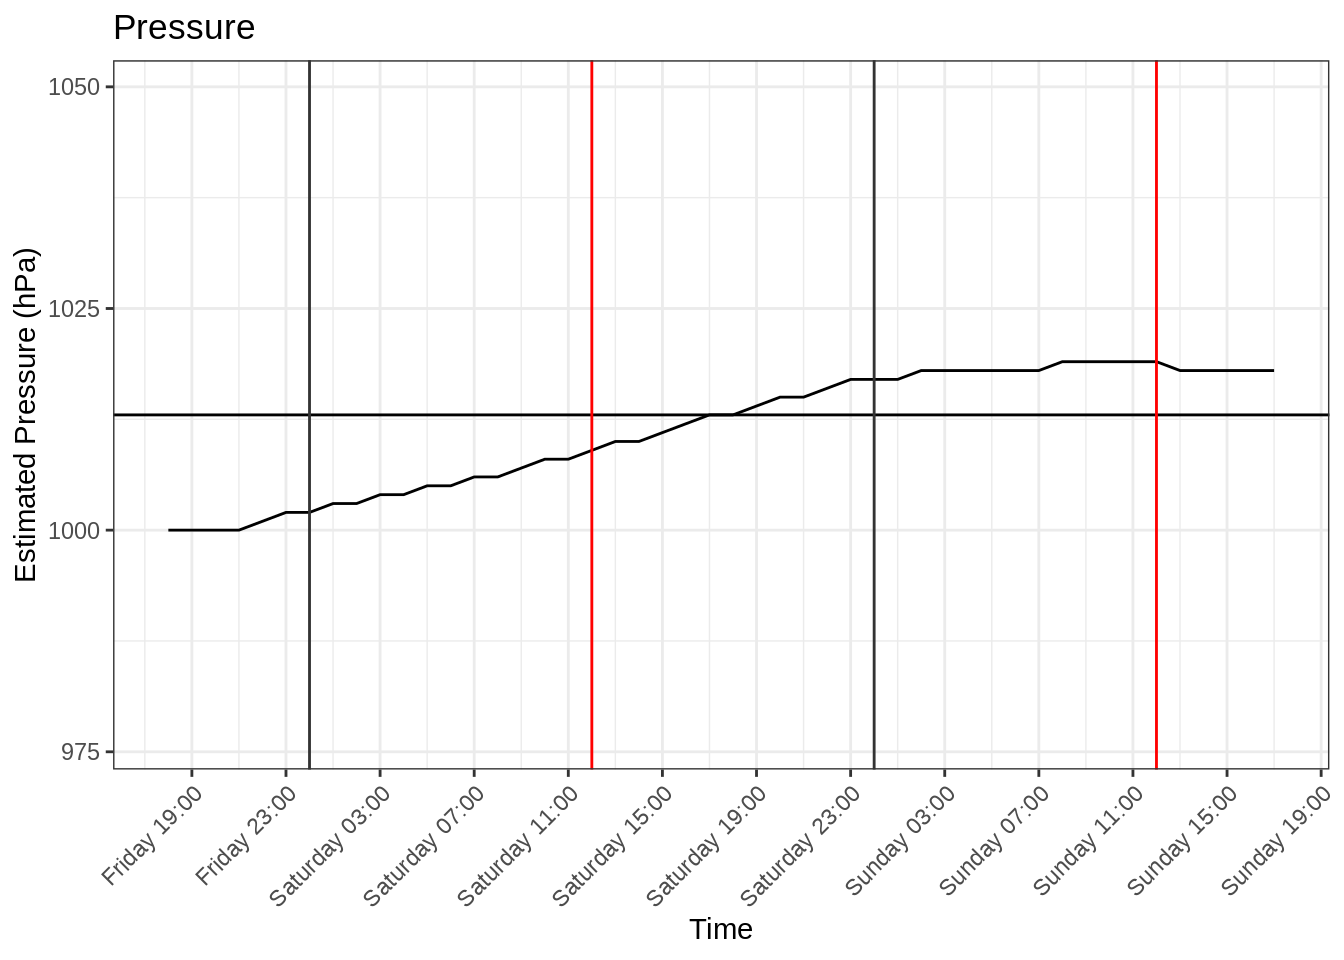 Pressure
Estimated Pressure (hPa)
1050
1025
1000
975
Friday 19:00
Friday 23:00
Saturday 03:00
Saturday 07:00
Saturday 11:00
Saturday 15:00
Saturday 19:00
Saturday 23:00
Sunday 03:00
Sunday 07:00
Sunday 11:00
Sunday 15:00
Sunday 19:00
Time